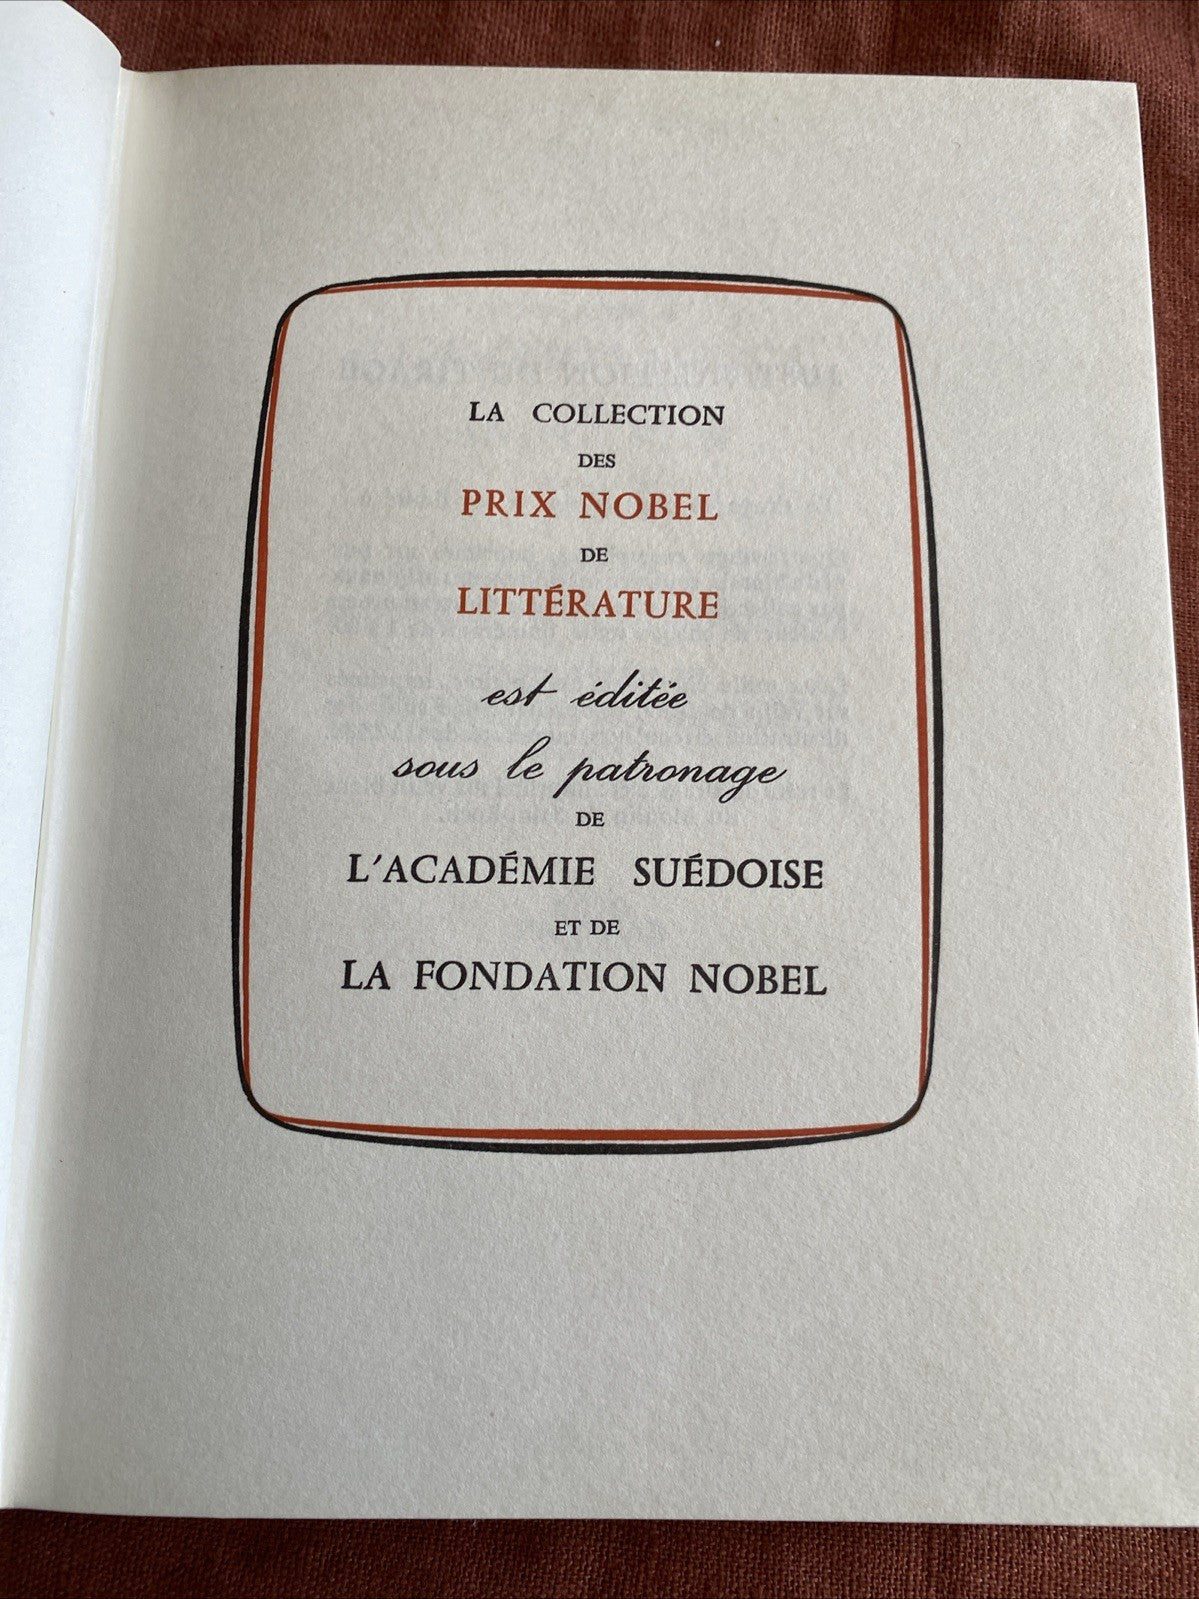 LA COLLECTION
DES
PRIX NOBEL
DE
LITTÉRATURE
est éditée
sous le patronage
DE
L'ACADÉMIE SUÉDOISE
ET DE
LA FONDATION NOBEL